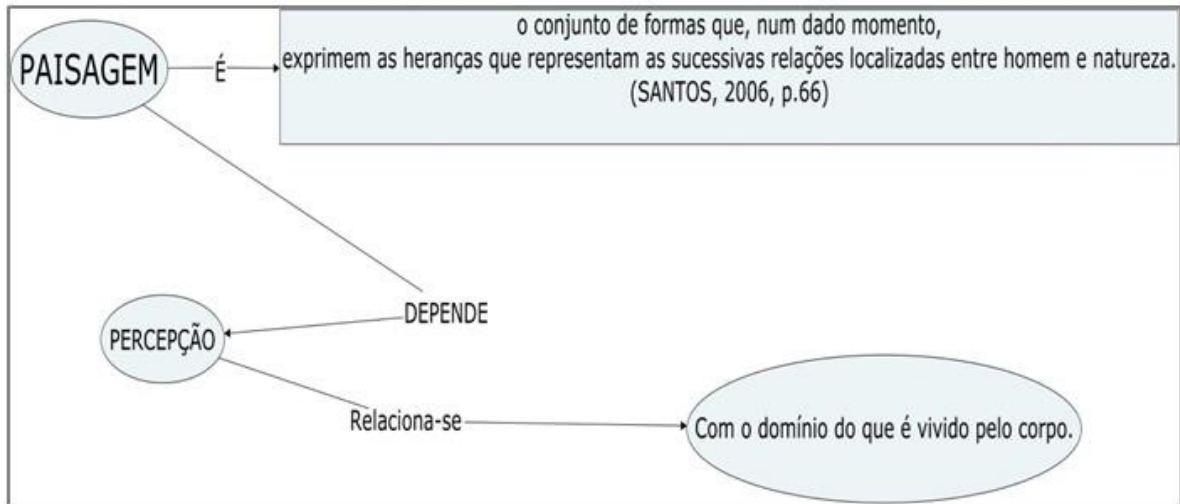 PAISAGEM
É
o conjunto de formas que, num dado momento,
exprimem as heranças que representam as sucessivas relações localizadas entre homem e natureza.
(SANTOS, 2006, p.66)
DEPENDE
PERCEPÇÃO
Relaciona-se
Com o domínio do que é vivido pelo corpo.